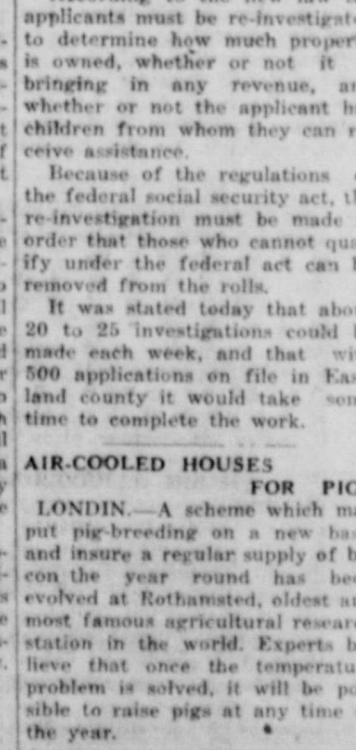 applicants must be re-investigat
to determine how much proper
is owned, whether or not it
bringing in any revenue, a
whether or not the applicant h
children from whom they can r
ceive assistance.
Because of the regulations
the federal social security act, t
re-investigation must be made
order that those who cannot qua
ify under the federal act can
removed from the rolls.
It was stated today that abo
20 to 25 investigations could
made each week, and that wi
500 applications on file in Eas
land county it would take som
time to complete the work.
AIR-COOLED HOUSES
FOR PIG
LONDIN.—A scheme which ma
put pig-breeding on a new bas
and insure a regular supply of b
con the year round has bee
evolved at Rothamsted, oldest a
most famous agricultural resear
station in the world. Experts b
lieve that once the temperatu
problem is solved, it will be po
sible to raise pigs at any time
the year.